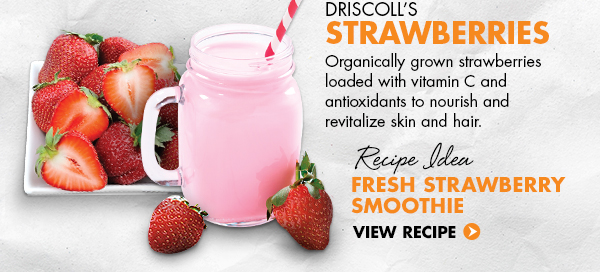 DRISCOLL'S
STRAWBERRIES
Organically grown strawberries
loaded with vitamin C and
antioxidants to nourish and
revitalize skin and hair.
Recipe Idea
FRESH STRAWBERRY
SMOOTHIE
VIEW RECIPE